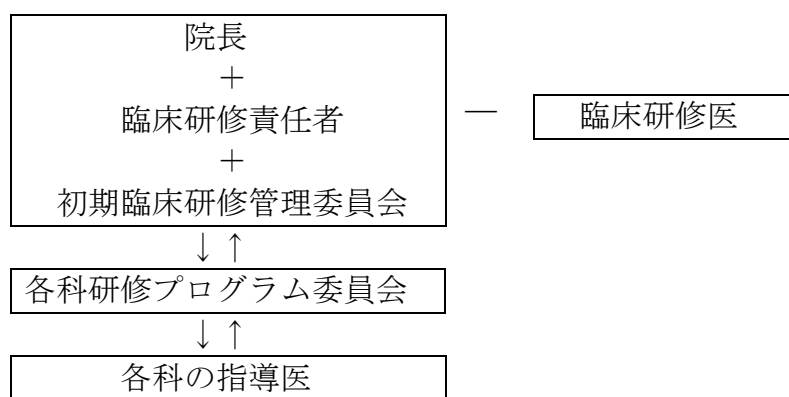 院長
+
臨床研修責任者
+
初期臨床研修管理委員会
— 臨床研修医
↓ ↑
各科研修プログラム委員会
↓ ↑
各科の指導医